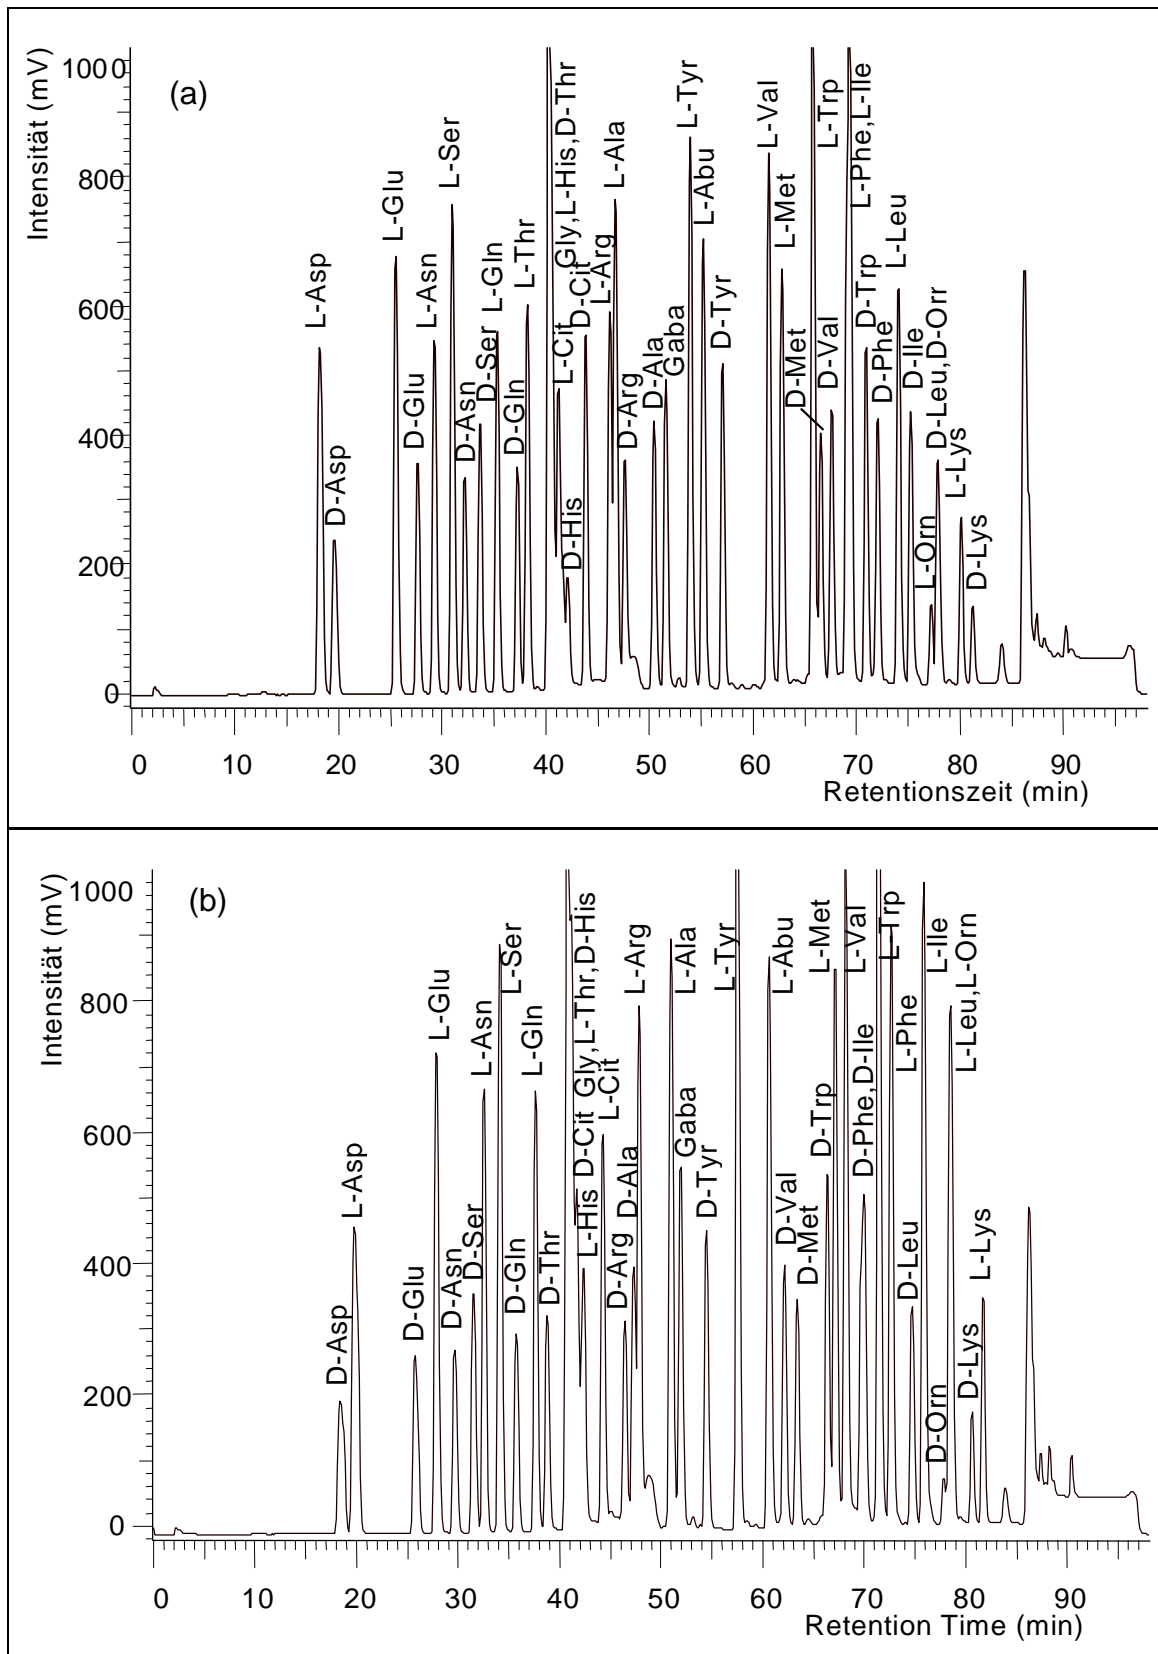 Intensität (mV)
(a)
1000
800
600
400
200
0
L-Asp
D-Asp
L-Glu
D-Glu
L-Asn
L-Ser
D-Asn
D-Ser
L-Gln
D-Gln
L-Thr
Gly,L-His,D-Thr
L-Cit
D-His
D-Cit
L-Arg
L-Ala
D-Arg
D-Ala
Gaba
L-Tyr
L-Abu
D-Tyr
L-Val
L-Met
D-Met
L-Trp
D-Val
L-Phe,L-Ile
D-Trp
D-Phe
L-Leu
D-Ile
L-Orn
D-Leu,D-Orr
L-Lys
D-Lys
0 10 20 30 40 50 60 70 80 90
Retentionszeit (min)
Intensität (mV)
(b)
1000
800
600
400
200
0
D-Asp
L-Asp
D-Glu
L-Glu
D-Asn
D-Ser
L-Asn
L-Ser
D-Gln
L-Gln
D-Thr
D-Cit Gly,L-Thr,D-His
L-His
L-Cit
D-Arg
D-Ala
L-Arg
L-Ala
Gaba
D-Tyr
L-Tyr
L-Abu
D-Val
D-Met
D-Trp
L-Met
L-Val
D-Phe,D-Ile
L-Trp
L-Phe
D-Leu
L-Ile
D-Orn
L-Leu,L-Orn
D-Lys
L-Lys
0 10 20 30 40 50 60 70 80 90
Retention Time (min)